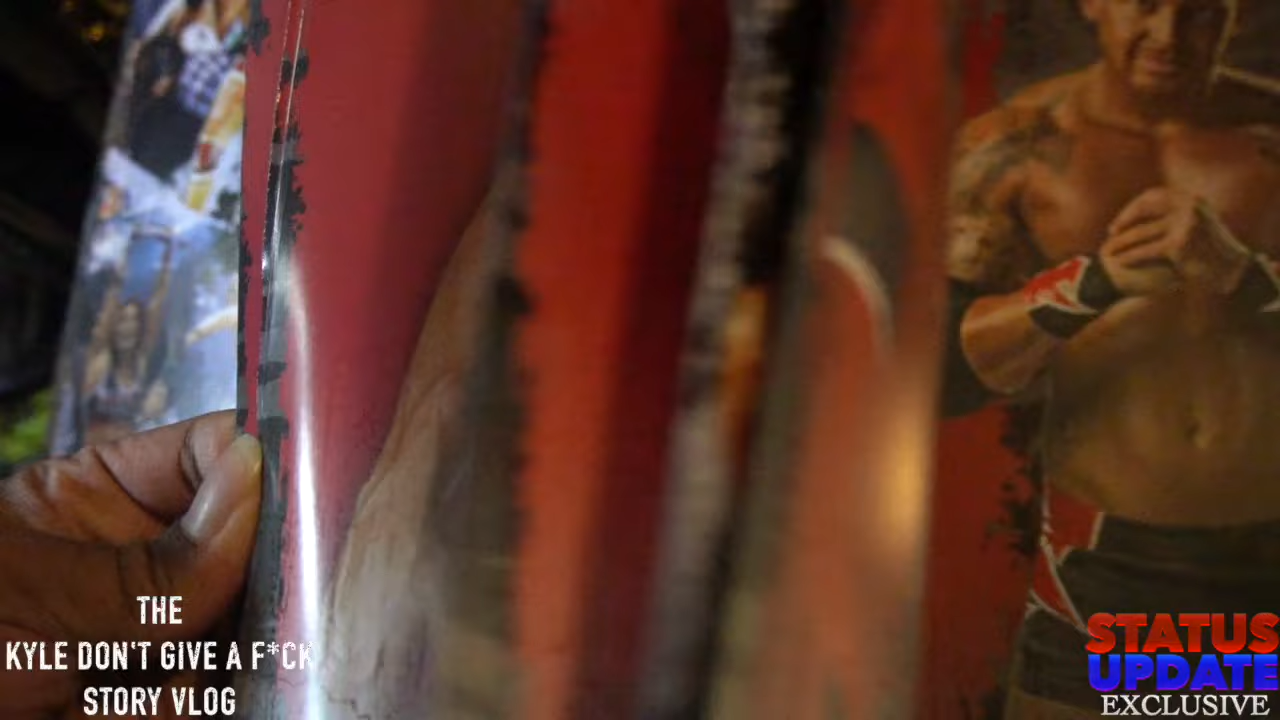 THE
KYLE DON'T GIVE A F*CK
STORY VLOG
STATUS
UPDATE
EXCLUSIVE